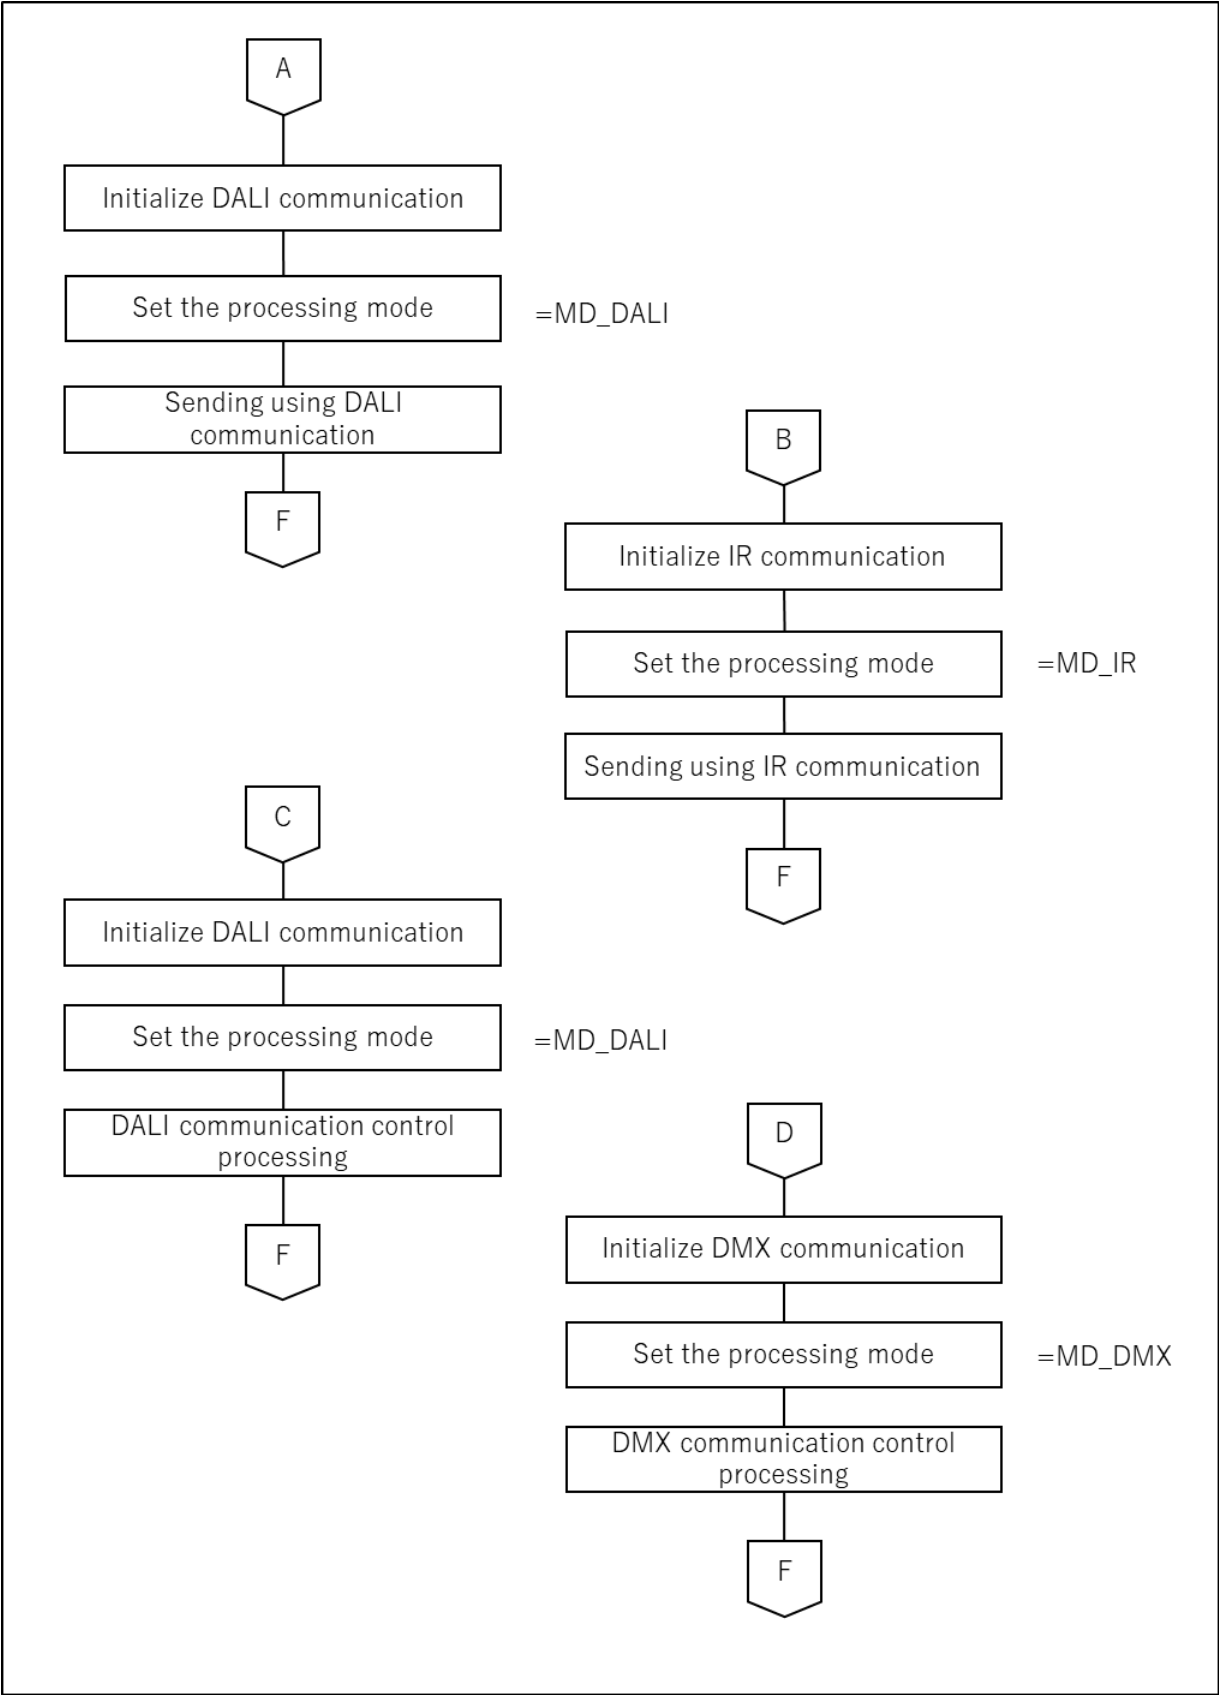 A
Initialize DALI communication
Set the processing mode
=MD_DALI
Sending using DALI
communication
F
B
Initialize IR communication
Set the processing mode
=MD_IR
Sending using IR communication
F
C
Initialize DALI communication
Set the processing mode
=MD_DALI
DALI communication control
processing
F
D
Initialize DMX communication
Set the processing mode
=MD_DMX
DMX communication control
processing
F